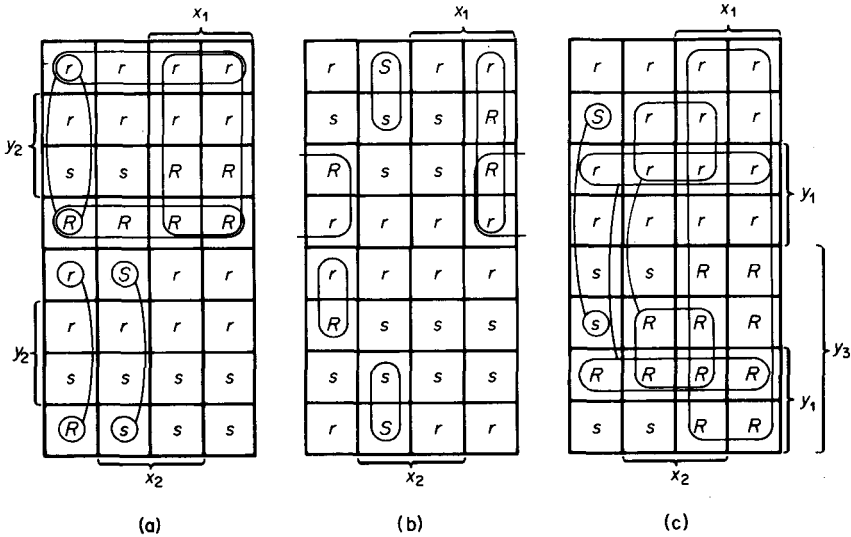 x1 x1 x1
r r r r r S r r r r r r
r r r r s s s R S r r r
y2
s s R R R s s R r r r r
y1
R R R R r r r r r r r r
r S r r r r r r s s R R
r r r r R s s s s R R R
y2 y3
s s s s s s s s R R R R
y1
R s s s r S r r s s R R
x2 x2 x2
(a) (b) (c)